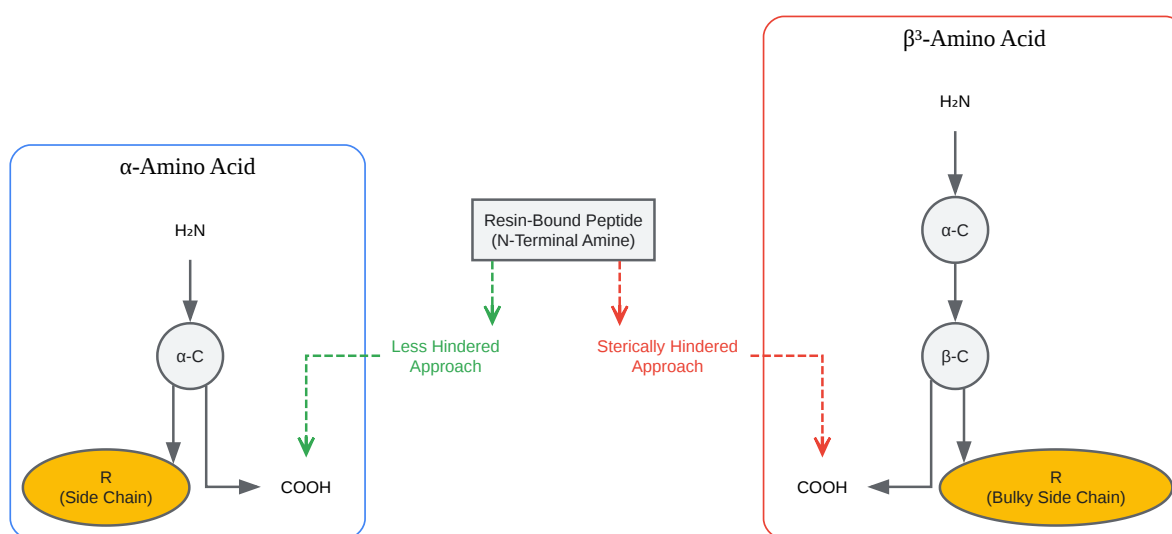 β³-Amino Acid
H₂N
α-Amino Acid
Resin-Bound Peptide
(N-Terminal Amine)
H₂N
α-C
α-C
Less Hindered
Approach
Sterically Hindered
Approach
β-C
R
(Side Chain)
COOH
COOH
R
(Bulky Side Chain)